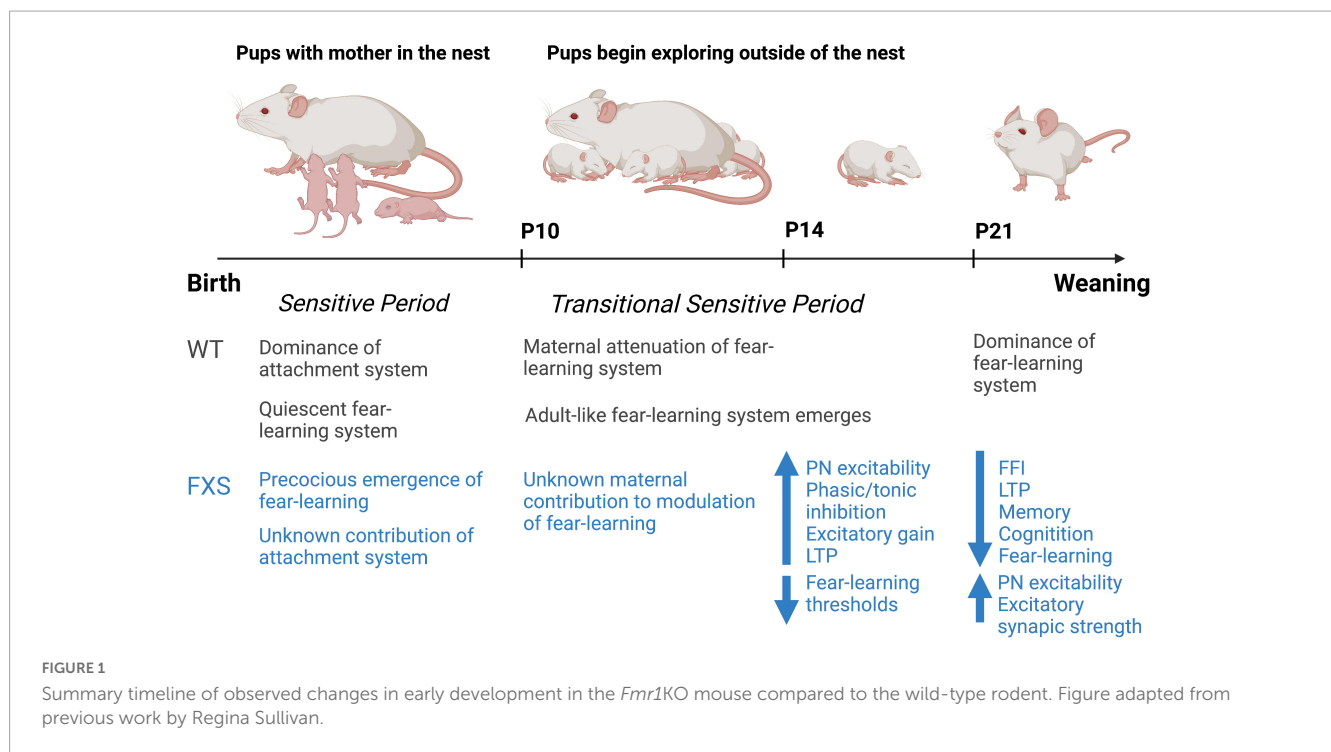 Pups with mother in the nest
Pups begin exploring outside of the nest
P10
P14
P21
Birth
Weaning
Sensitive Period
Transitional Sensitive Period
WT
Dominance of
attachment system
Quiescent fear-
learning system
Maternal attenuation of fear-
learning system
Adult-like fear-learning system emerges
Dominance of
fear-learning
system
FXS
Precocious emergence of
fear-learning
Unknown contribution of
attachment system
Unknown maternal
contribution to modulation
of fear-learning
PN excitability
Phasic/tonic
inhibition
Excitatory gain
LTP
Fear-learning
thresholds
FFI
LTP
Memory
Cognitition
Fear-learning
PN excitability
Excitatory
synapic strength
FIGURE 1
Summary timeline of observed changes in early development in the Fmr1KO mouse compared to the wild-type rodent. Figure adapted from
previous work by Regina Sullivan.